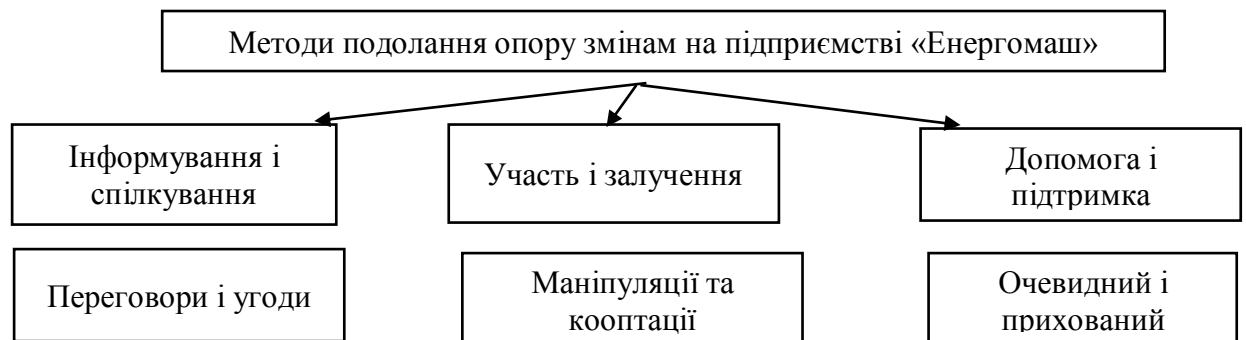 Методи подолання опору змінам на підприємстві «Енергомаш»
Інформування і
спілкування
Участь і залучення
Допомога і
підтримка
Переговори і угоди
Маніпуляції та
кооптації
Очевидний і
прихований